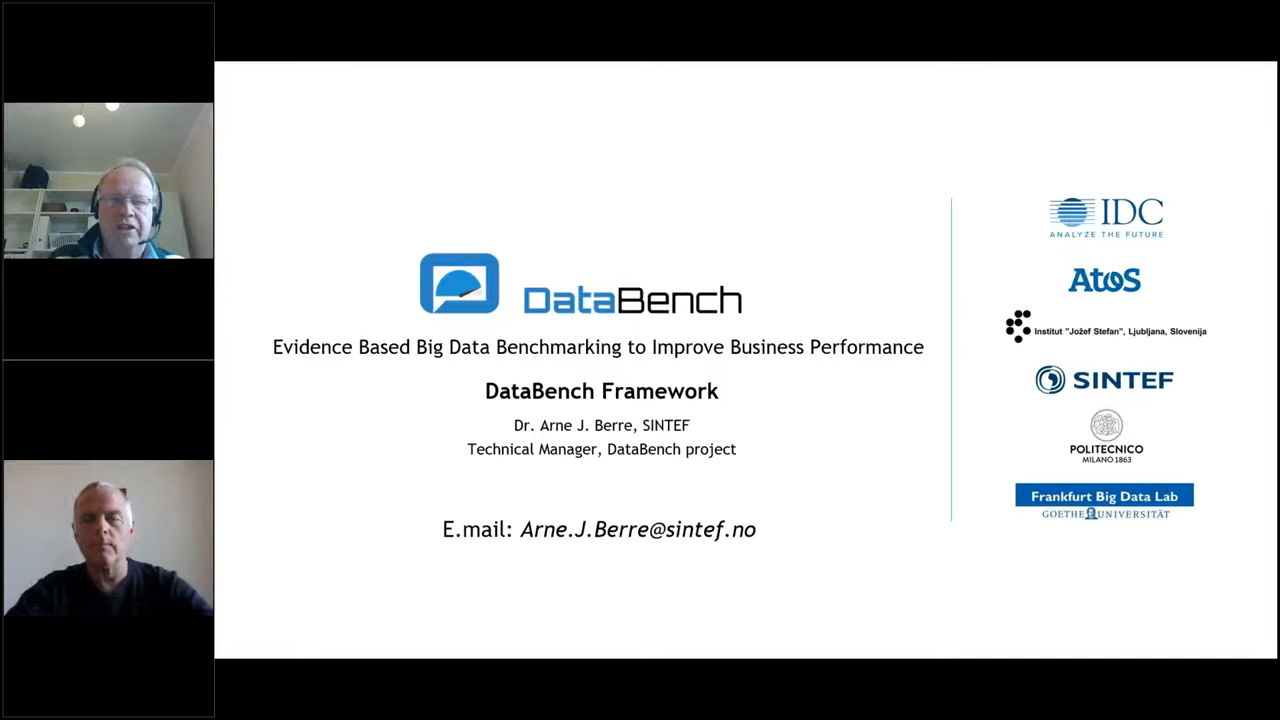 DataBench
Evidence Based Big Data Benchmarking to Improve Business Performance
DataBench Framework
Dr. Arne J. Berre, SINTEF
Technical Manager, DataBench project
E.mail: Arne.J.Berre@sintef.no
IDC
ANALYZE THE FUTURE
Atos
Institut "Jožef Stefan", Ljubljana, Slovenija
SINTEF
POLITECNICO
MILANO 1863
Frankfurt Big Data Lab
GOETHE UNIVERSITÄT